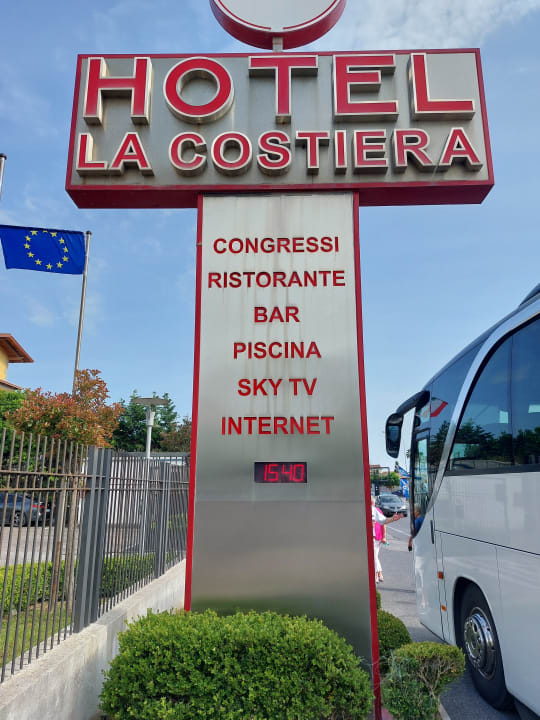 HOTEL
LA COSTIERA
CONGRESSI
RISTORANTE
BAR
PISCINA
SKY TV
INTERNET
15:40